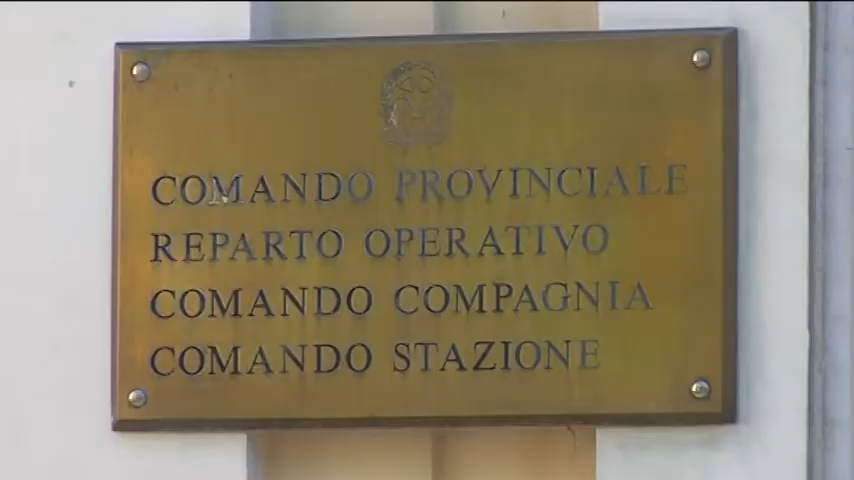 COMANDO PROVINCIALE
REPARTO OPERATIVO
COMANDO COMPAGNIA
COMANDO STAZIONE